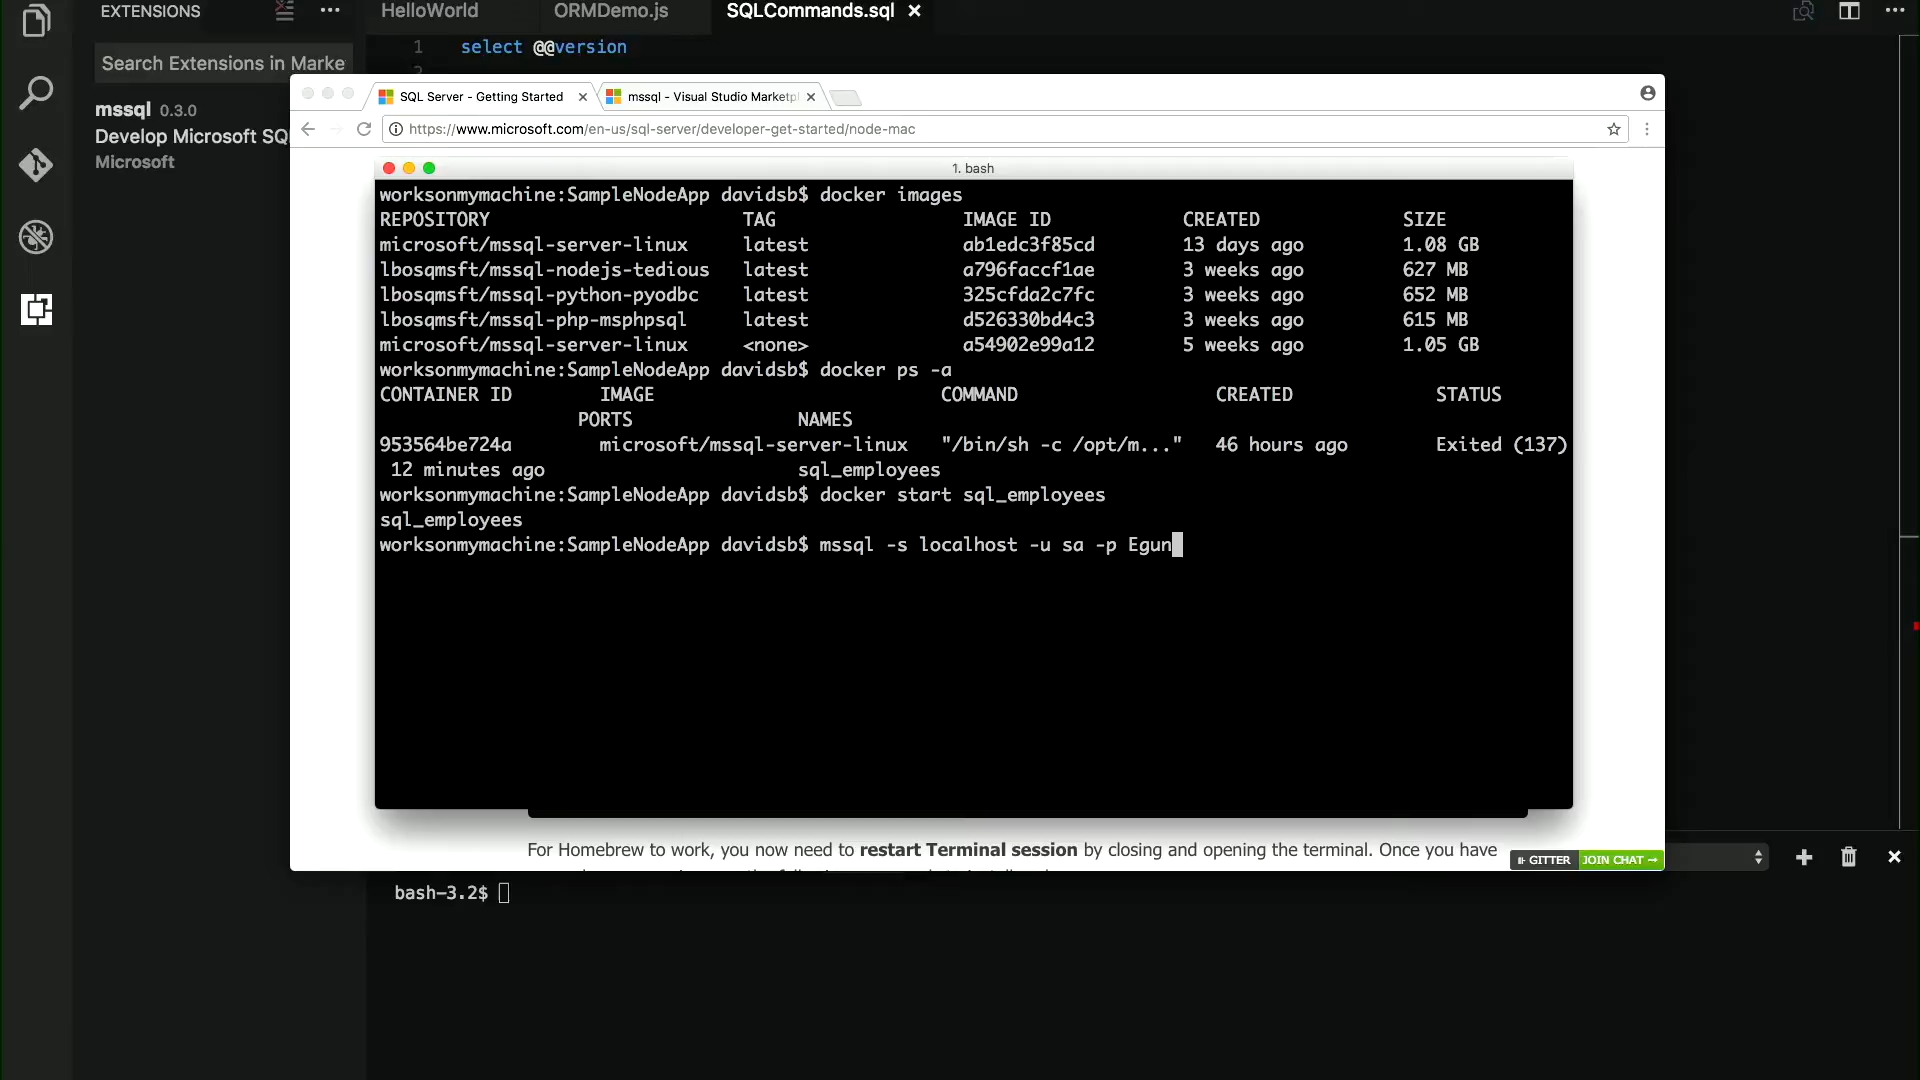 EXTENSIONS
HelloWorld
ORMDemo.js
SQLCommands.sql
1 select @@version
2
Search Extensions in Marke
mssql 0.3.0
Develop Microsoft SQ
Microsoft
SQL Server - Getting Started
mssql - Visual Studio Marketpl
https://www.microsoft.com/en-us/sql-server/developer-get-started/node-mac
1. bash
worksonmymachine:SampleNodeApp davidsb$ docker images
REPOSITORY TAG IMAGE ID CREATED SIZE
microsoft/mssql-server-linux latest ab1edc3f85cd 13 days ago 1.08 GB
lbosqmsft/mssql-nodejs-tedious latest a796faccf1ae 3 weeks ago 627 MB
lbosqmsft/mssql-python-pyodbc latest 325cfda2c7fc 3 weeks ago 652 MB
lbosqmsft/mssql-php-msphpsql latest d526330bd4c3 3 weeks ago 615 MB
microsoft/mssql-server-linux <none> a54902e99a12 5 weeks ago 1.05 GB
worksonmymachine:SampleNodeApp davidsb$ docker ps -a
CONTAINER ID IMAGE COMMAND CREATED STATUS
PORTS NAMES
953564be724a microsoft/mssql-server-linux "/bin/sh -c /opt/m..." 46 hours ago Exited (137)
12 minutes ago sql_employees
worksonmymachine:SampleNodeApp davidsb$ docker start sql_employees
sql_employees
worksonmymachine:SampleNodeApp davidsb$ mssql -s localhost -u sa -p Egun
For Homebrew to work, you now need to restart Terminal session by closing and opening the terminal. Once you have
GITTER JOIN CHAT →
bash-3.2$